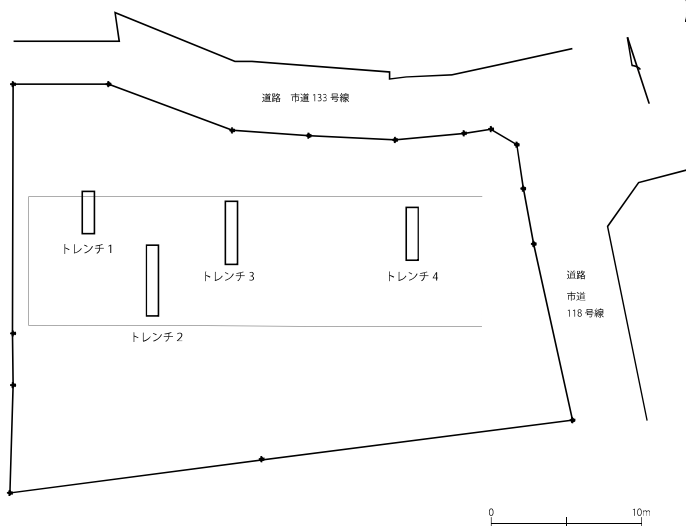 道路　市道 133 号線
トレンチ 1
トレンチ 3
トレンチ 4
道路
市道
118 号線
トレンチ 2
0
10m